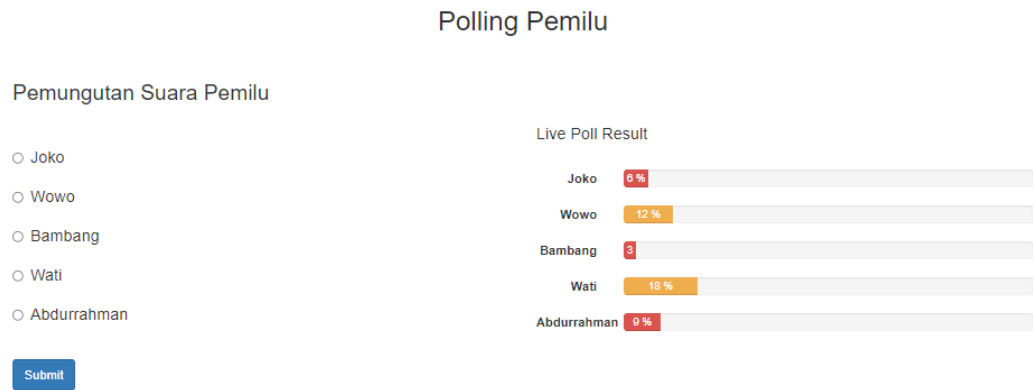 Polling Pemilu
Pemungutan Suara Pemilu
Joko
Wowo
Bambang
Wati
Abdurrahman
Submit
Live Poll Result
Joko 6 %
Wowo 12 %
Bambang 3
Wati 18 %
Abdurrahman 9 %